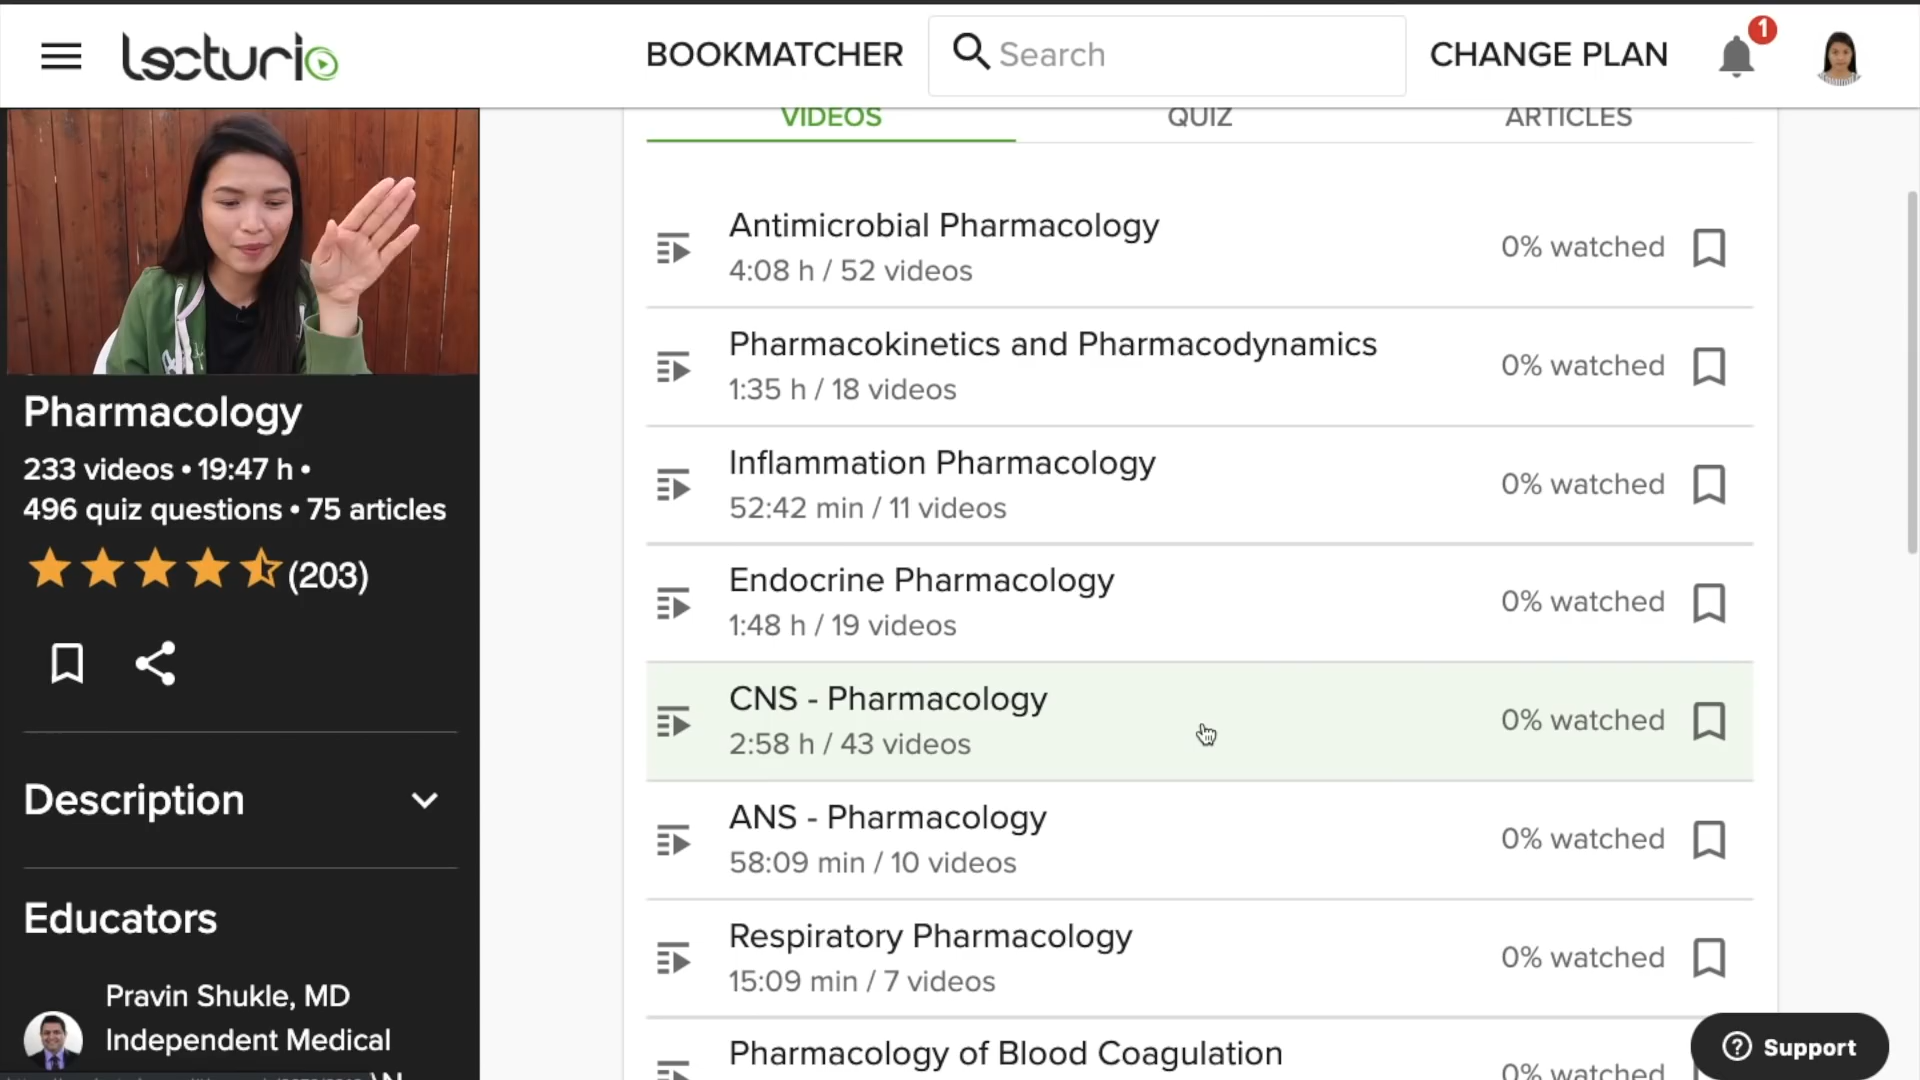 lecturio
BOOKMATCHER
Search
CHANGE PLAN
1
VIDEOS
QUIZ
ARTICLES
Antimicrobial Pharmacology
4:08 h / 52 videos
0% watched
Pharmacokinetics and Pharmacodynamics
1:35 h / 18 videos
0% watched
Inflammation Pharmacology
52:42 min / 11 videos
0% watched
Endocrine Pharmacology
1:48 h / 19 videos
0% watched
CNS - Pharmacology
2:58 h / 43 videos
0% watched
ANS - Pharmacology
58:09 min / 10 videos
0% watched
Respiratory Pharmacology
15:09 min / 7 videos
0% watched
Pharmacology of Blood Coagulation
0% watched
Pharmacology
233 videos • 19:47 h •
496 quiz questions • 75 articles
(203)
Description
Educators
Pravin Shukle, MD
Independent Medical
Support